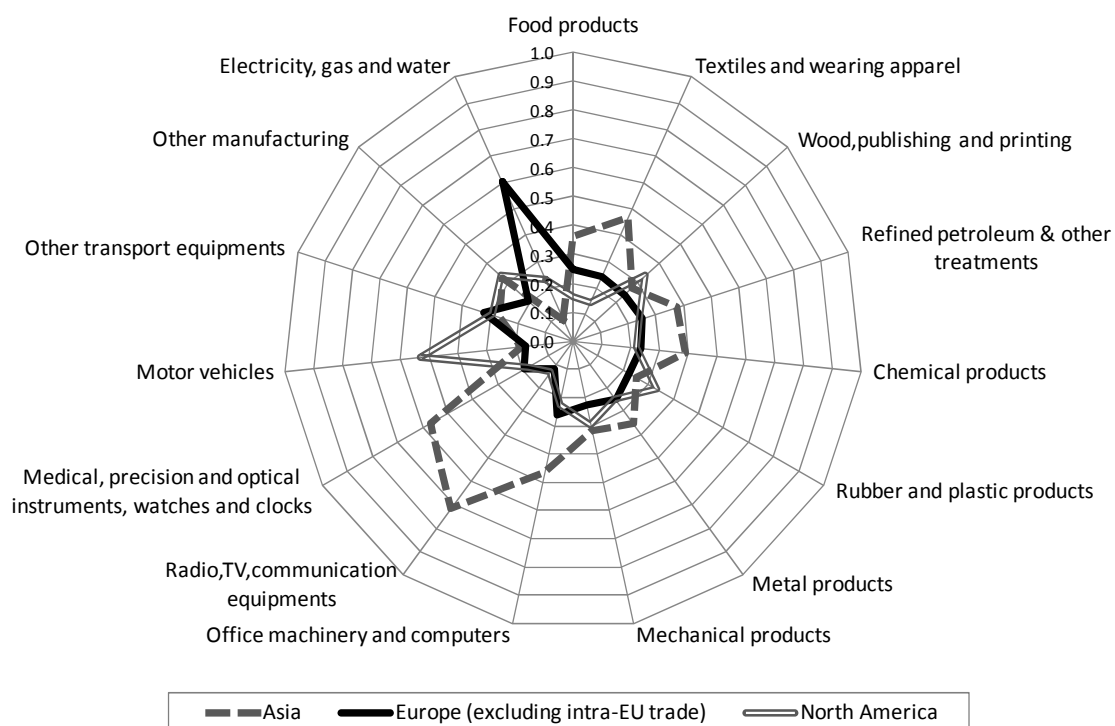 Food products
Textiles and wearing apparel
Wood,publishing and printing
Refined petroleum & other
treatments
Chemical products
Rubber and plastic products
Metal products
Mechanical products
Office machinery and computers
Radio,TV,communication
equipments
Medical, precision and optical
instruments, watches and clocks
Motor vehicles
Other transport equipments
Other manufacturing
Electricity, gas and water
1.0
0.9
0.8
0.7
0.6
0.5
0.4
0.3
0.2
0.1
0.0
Asia
Europe (excluding intra-EU trade)
North America